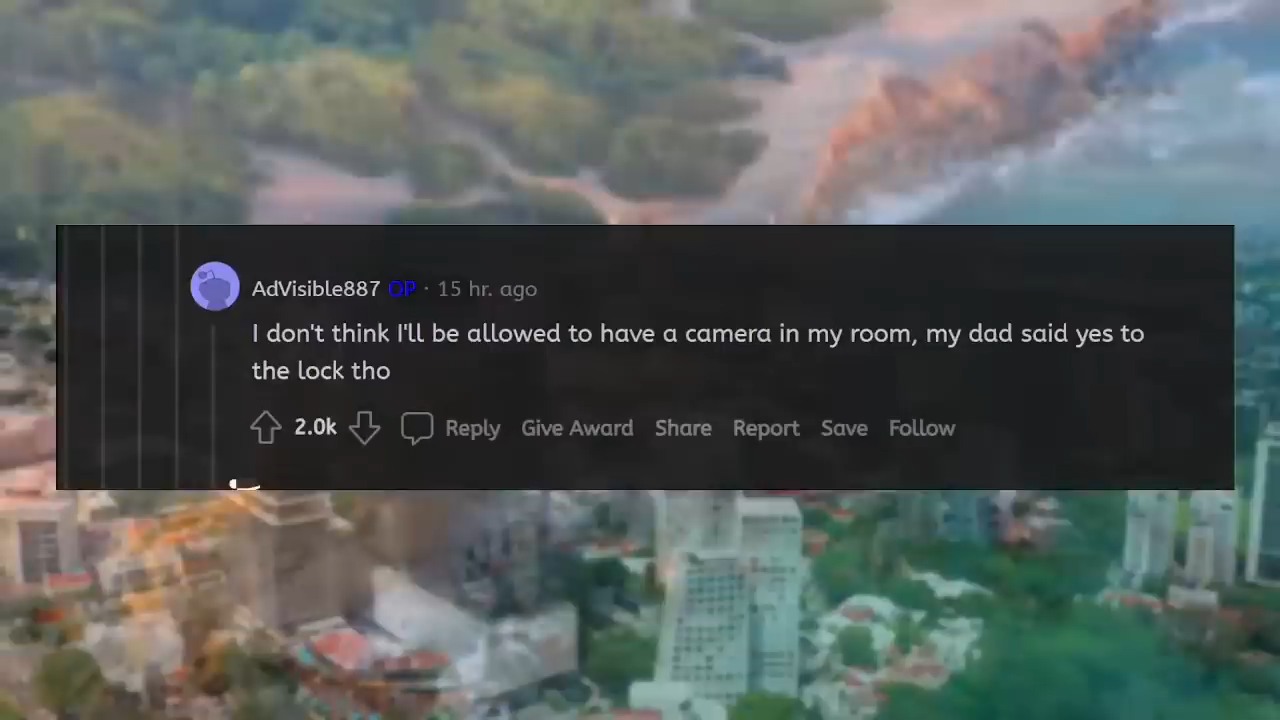 AdVisible887 OP · 15 hr. ago
I don't think I'll be allowed to have a camera in my room, my dad said yes to
the lock tho
2.0k Reply Give Award Share Report Save Follow